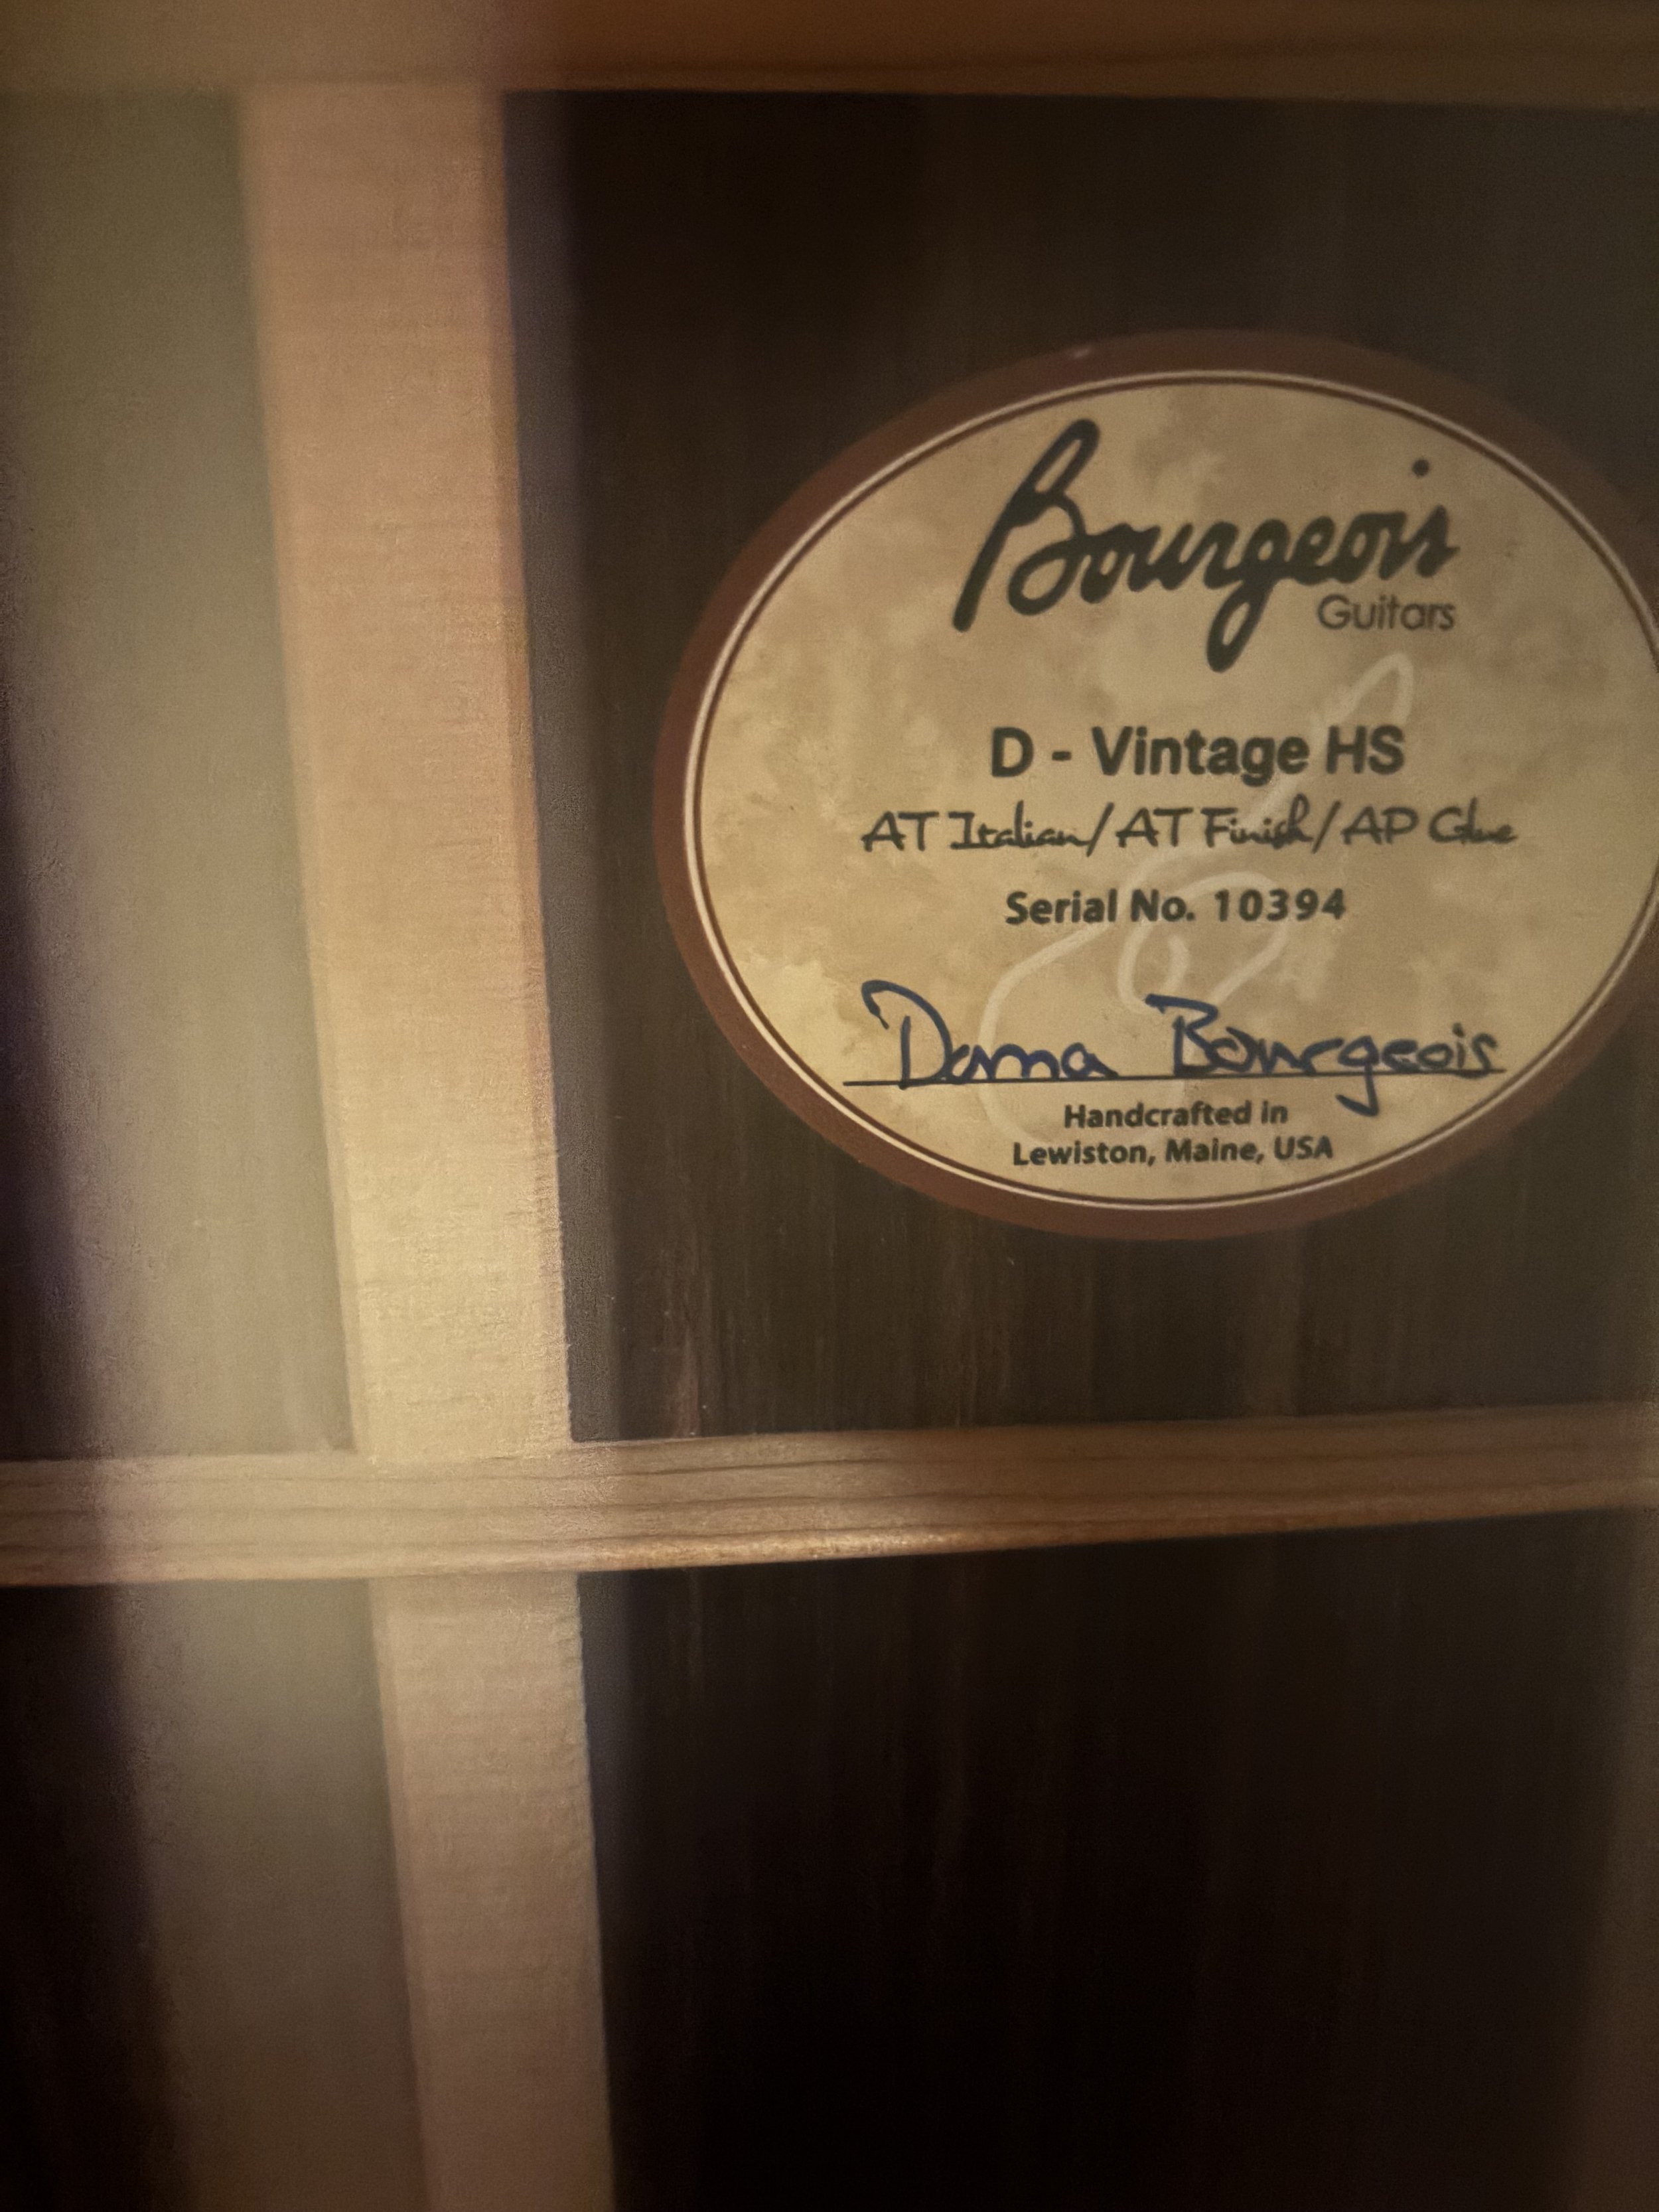 Bourgeois
Guitars
D - Vintage HS
AT Italian/AT Finish/AP Glue
Serial No. 10394
Dana Bourgeois
Handcrafted in
Lewiston, Maine, USA